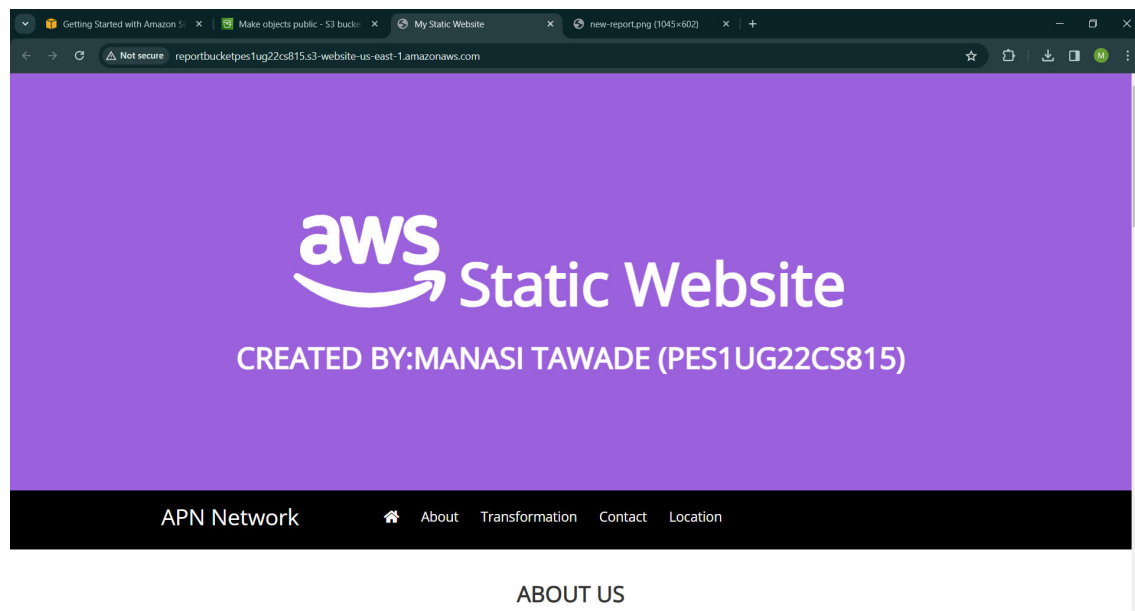 Getting Started with Amazon S
Make objects public - S3 bucke
My Static Website
new-report.png (1045×602)
Not secure
reportbucketpes1ug22cs815.s3-website-us-east-1.amazonaws.com
M
aws
Static Website
CREATED BY:MANASI TAWADE (PES1UG22CS815)
APN Network
About
Transformation
Contact
Location
ABOUT US